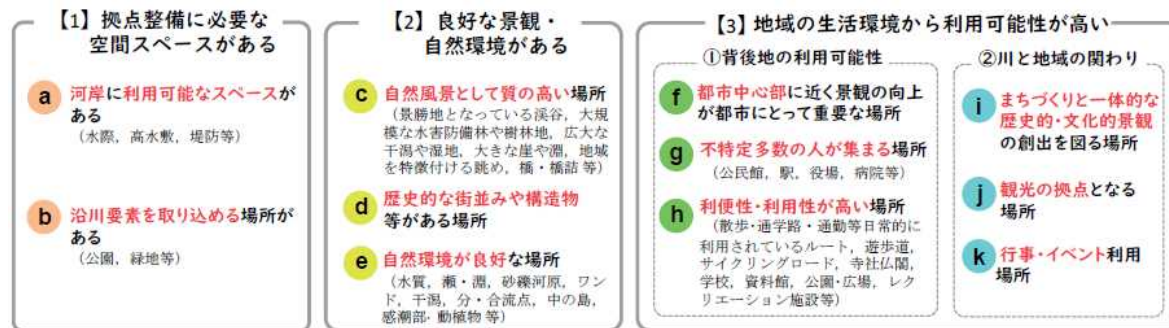 【1】拠点整備に必要な
空間スペースがある
a
河岸に利用可能なスペースが
ある
（水際，高水敷，堤防等）
b
沿川要素を取り込める場所が
ある
（公園，緑地等）
【2】良好な景観・
自然環境がある
c
自然風景として質の高い場所
（景勝地となっている渓谷，大規
模な水害防備林や樹林地，広大な
干潟や湿地，大きな崖や淵，地域
を特徴付ける眺め，橋・橋詰 等）
d
歴史的な街並みや構造物
等がある場所
e
自然環境が良好な場所
（水質，瀬・淵，砂礫河原，ワン
ド，干潟，分・合流点，中の島，
感潮部・動植物 等）
【3】地域の生活環境から利用可能性が高い
①背後地の利用可能性
f
都市中心部に近く景観の向上
が都市にとって重要な場所
g
不特定多数の人が集まる場所
（公民館，駅，役場，病院等）
h
利便性・利用性が高い場所
（散歩・通学路・通勤等日常的に
利用されているルート，遊歩道，
サイクリングロード，寺社仏閣，
学校，資料館，公園・広場，レク
リエーション施設等）
②川と地域の関わり
i
まちづくりと一体的な
歴史的・文化的景観
の創出を図る場所
j
観光の拠点となる
場所
k
行事・イベント利用
場所